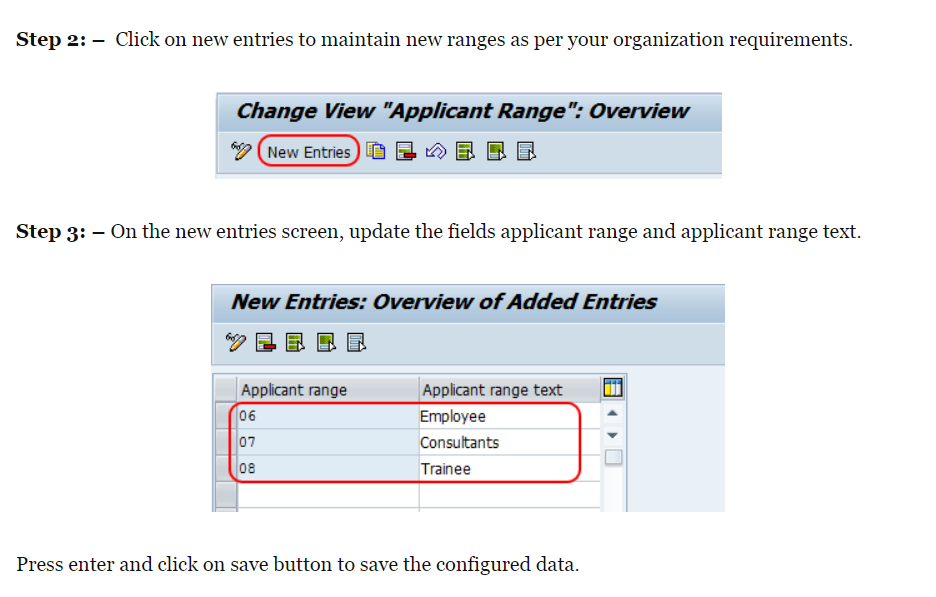 Step 2: – Click on new entries to maintain new ranges as per your organization requirements.
Change View "Applicant Range": Overview
New Entries
Step 3: – On the new entries screen, update the fields applicant range and applicant range text.
New Entries: Overview of Added Entries
Applicant range Applicant range text
06 Employee
07 Consultants
08 Trainee
Press enter and click on save button to save the configured data.